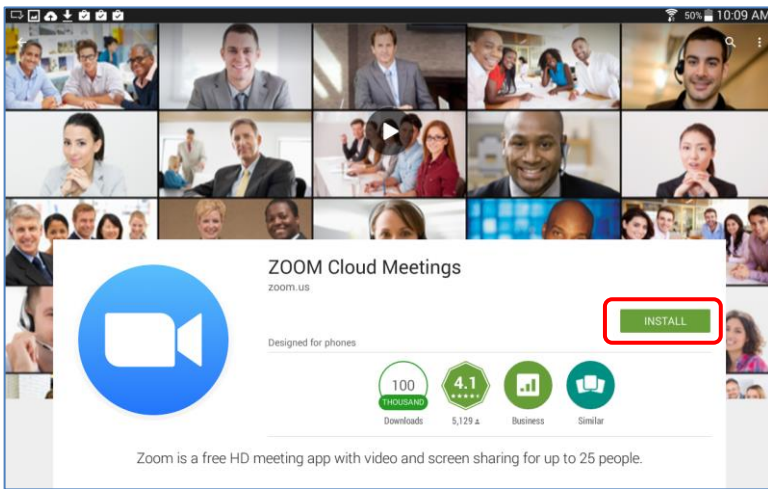 50% 10:09 AM
ZOOM Cloud Meetings
zoom.us
INSTALL
Designed for phones
100
THOUSAND
4.1
Downloads
5,129
Business
Similar
Zoom is a free HD meeting app with video and screen sharing for up to 25 people.